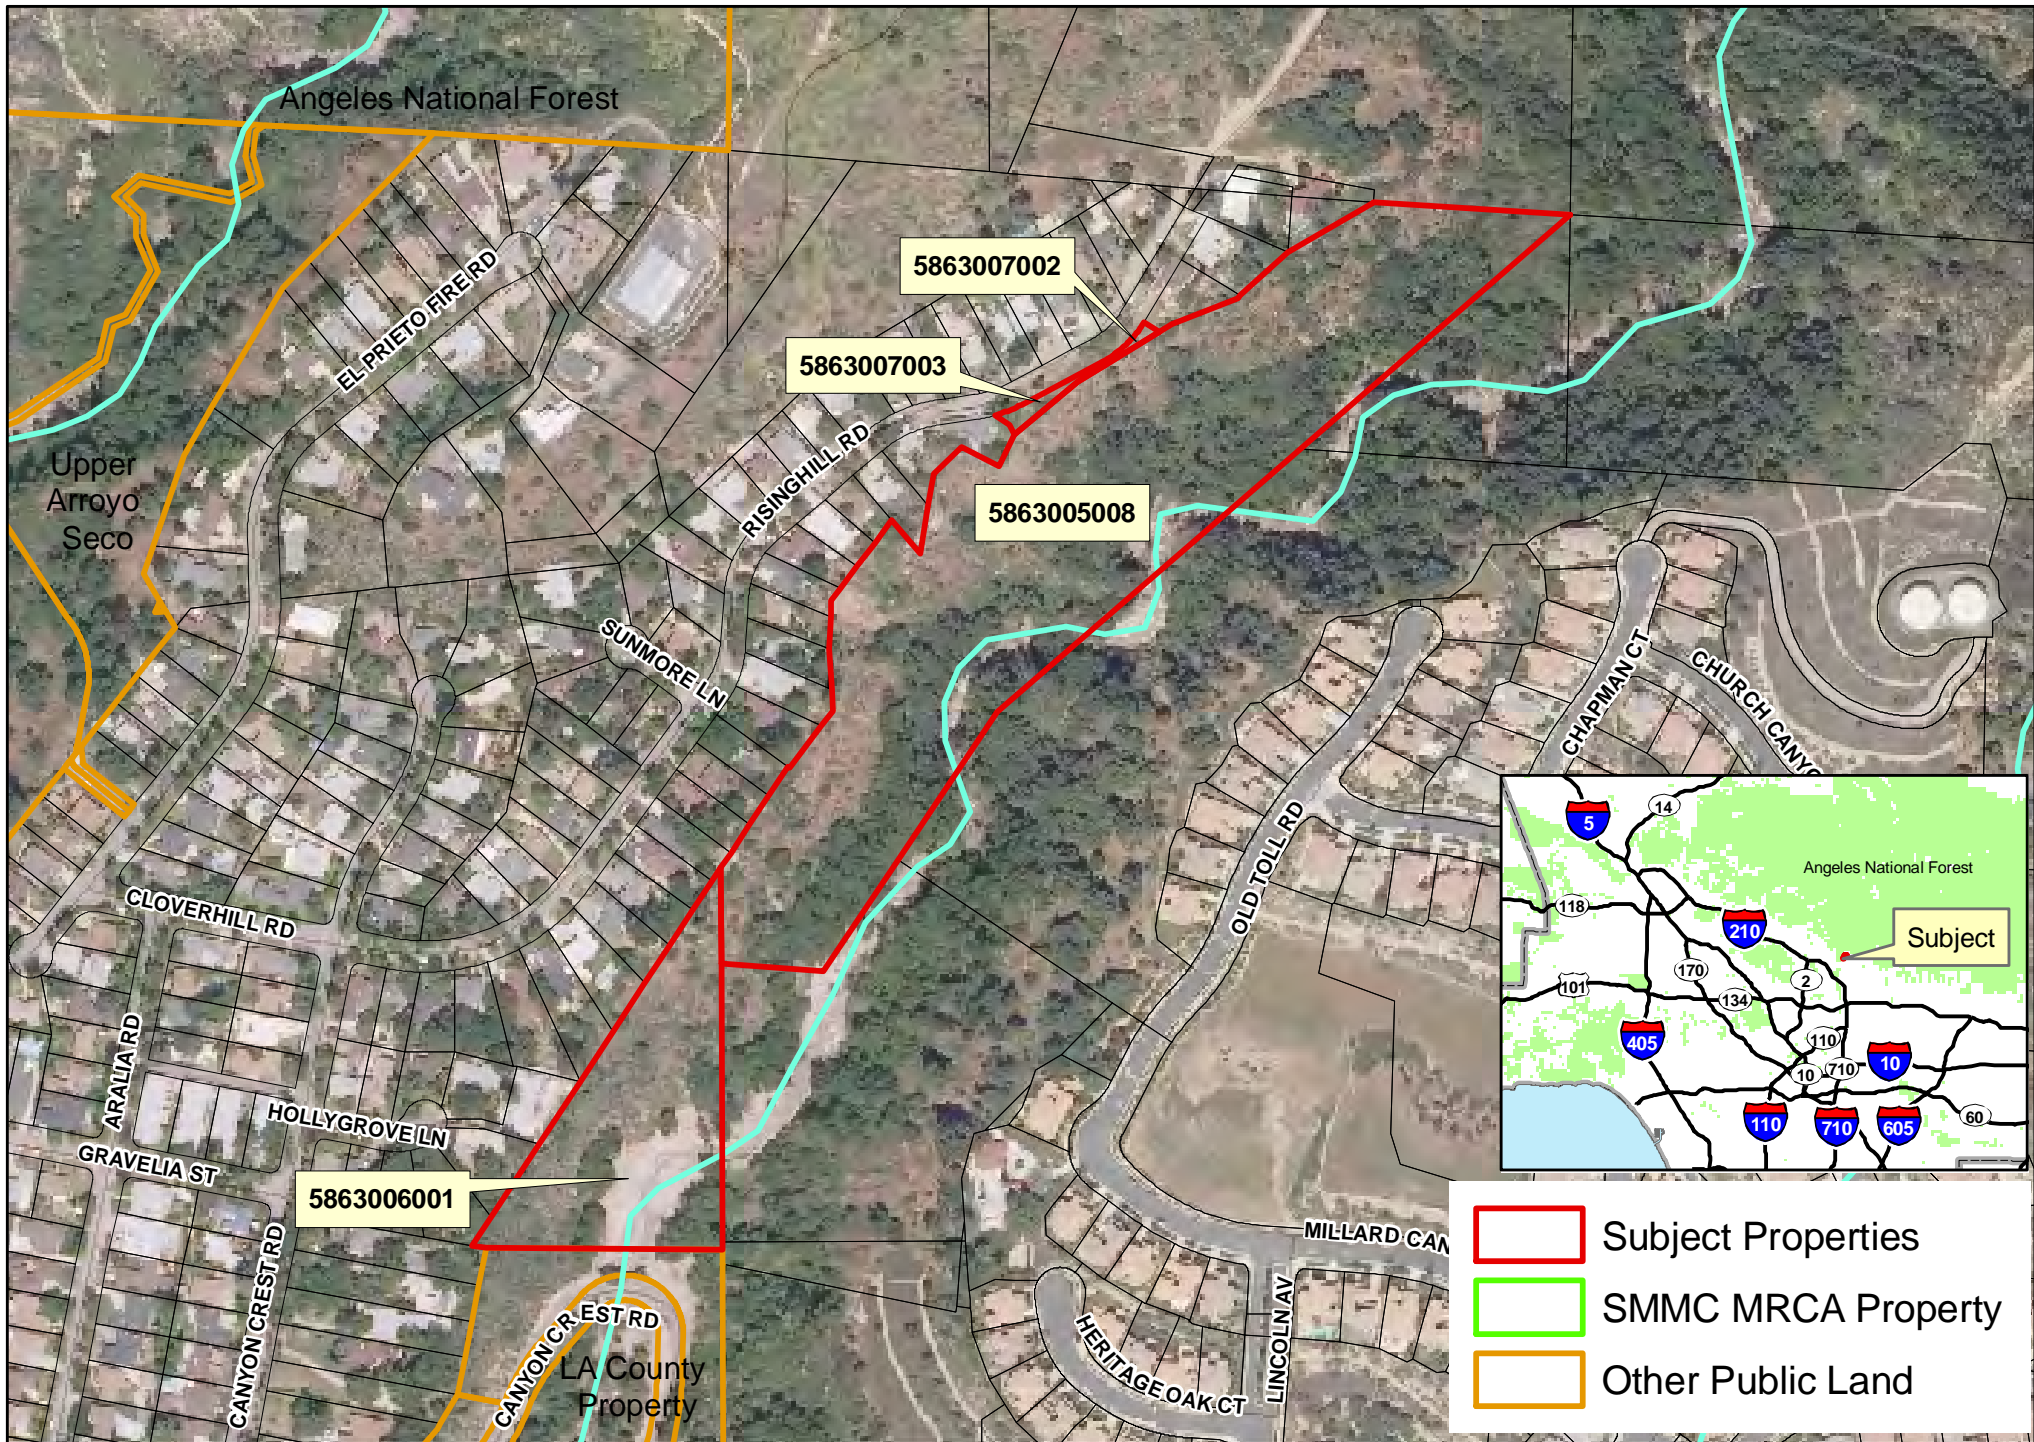 Angeles National Forest
5863007002
EL PRIETO FIRE RD
5863007003
Upper
Arroyo
Seco
RISINGHILL RD
5863005008
SUNMORE LN
CHAPMAN CT
CHURCH CANYO
OLD TOLL RD
CLOVERHILL RD
ARALIA RD
HOLLYGROVE LN
GRAVELIA ST
5863006001
CANYON CREST RD
CANYON CREST RD
LA County
Property
MILLARD CAN
LINCOLN AV
HERITAGE OAK CT
5
14
Angeles National Forest
118
210
Subject
170
2
101
134
405
110
10
10
710
60
110
710
605
Subject Properties
SMMC MRCA Property
Other Public Land